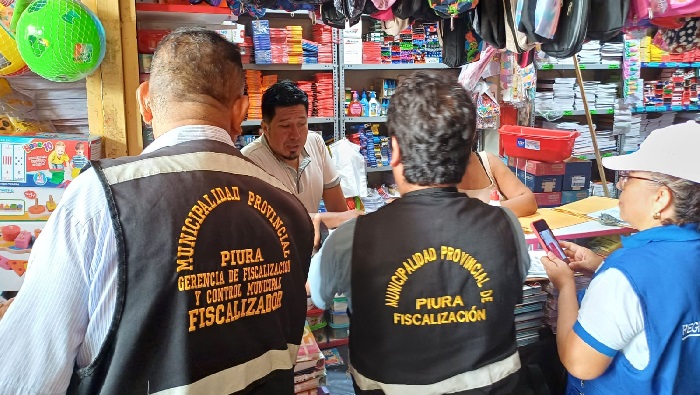 MUNICIPALIDAD PROVINCIAL
PIURA
GERENCIA DE FISCALIZACIÓN
Y CONTROL MUNICIPAL
FISCALIZADOR
MUNICIPALIDAD PROVINCIAL DE
PIURA
FISCALIZACIÓN